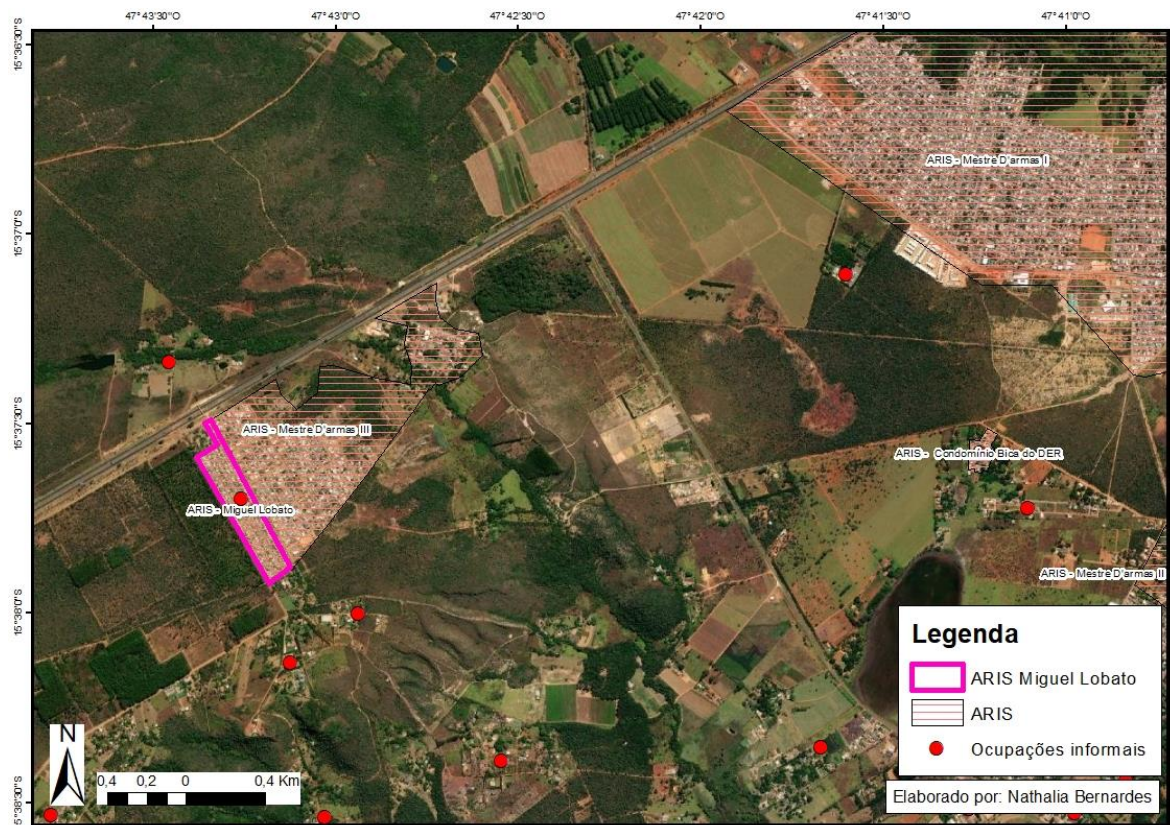 47°43'30"S
47°43'0"S
47°42'30"S
47°42'0"S
47°41'30"S
47°41'0"S
15°36'30"S
15°37'0"S
15°37'30"S
15°38'0"S
15°38'30"S
ARIS - Mestre D'armas I
ARIS - Mestre D'armas III
ARIS - Condomínio Bica do DER
ARIS - Miguel Lobato
ARIS - Mestre D'armas II
Legenda
ARIS Miguel Lobato
ARIS
Ocupações informais
N
0,4 0,2 0 0,4 Km
Elaborado por: Nathalia Bernardes